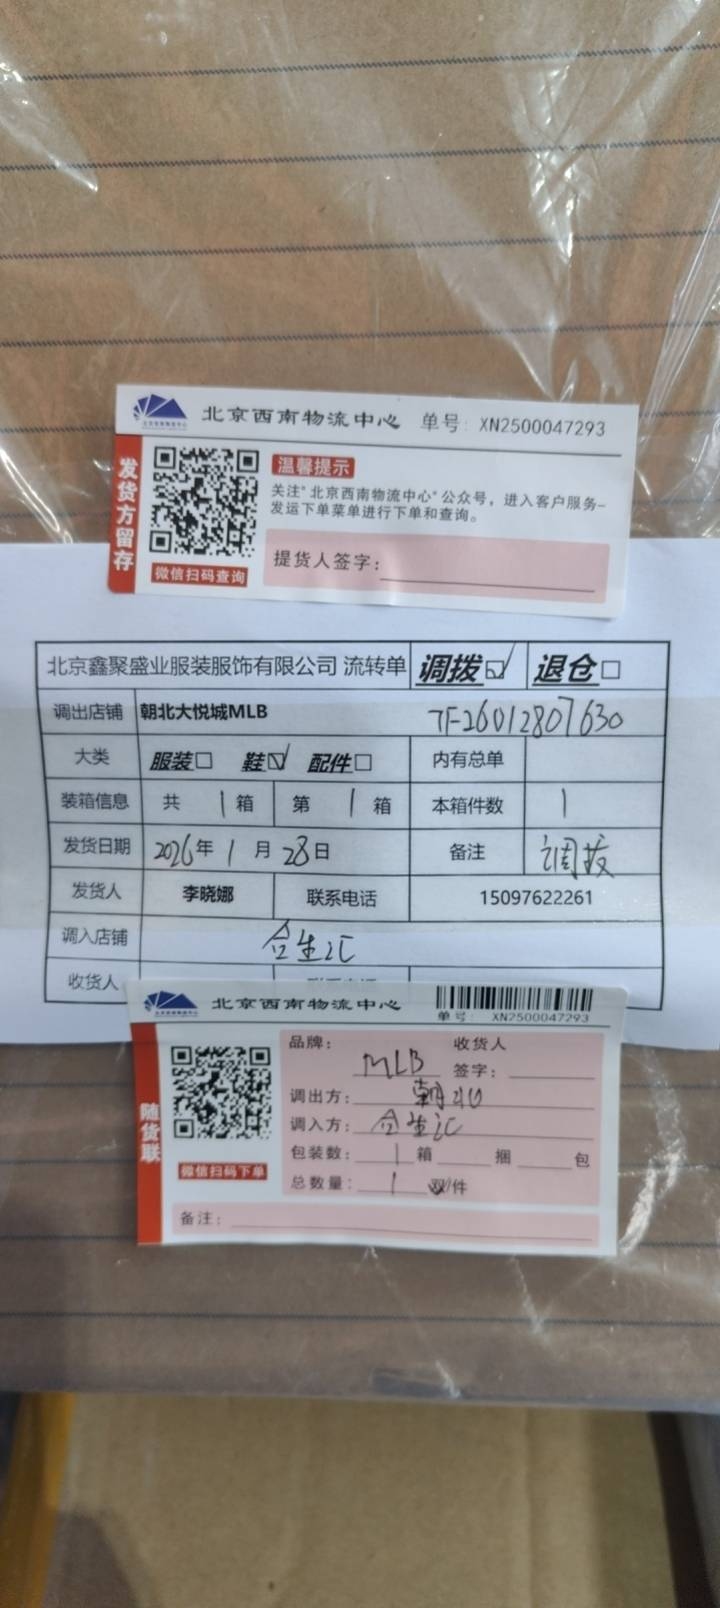 北京西南物流中心 单号: XN2500047293
发货方留存
温馨提示
关注"北京西南物流中心"公众号，进入客户服务-
发运下单菜单进行下单和查询。
微信扫码查询
提货人签字:
北京鑫聚盛业服装服饰有限公司 流转单 调拨☑ 退仓□
调出店铺 朝北大悦城MLB TF26012807630
大类 服装□ 鞋☑ 配件□ 内有总单
装箱信息 共 1 箱 第 1 箱 本箱件数 1
发货日期 2026年 1 月 28日 备注 调拨
发货人 李晓娜 联系电话 15097622261
调入店铺 合生汇
收货人
北京西南物流中心
单号: XN2500047293
随货联
品牌: MLB 收货人
签字:
调出方: 朝北
调入方: 合生汇
包装数: 1 箱 捆 包
总数量: 1 双/件
微信扫码下单
备注: